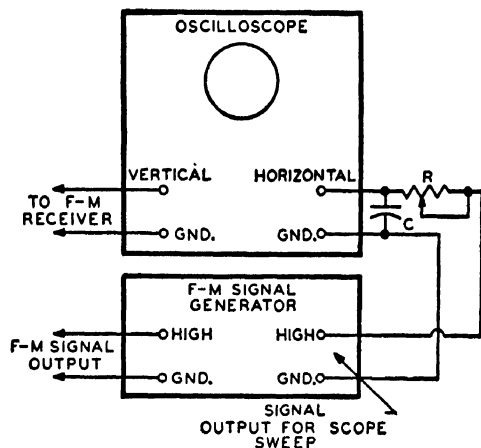 OSCILLOSCOPE
VERTICAL
HORIZONTAL
R
TO F-M
RECEIVER
GND.
GND.
C
F-M SIGNAL
GENERATOR
HIGH
HIGH
F-M SIGNAL
OUTPUT
GND.
GND.
SIGNAL
OUTPUT FOR SCOPE
SWEEP